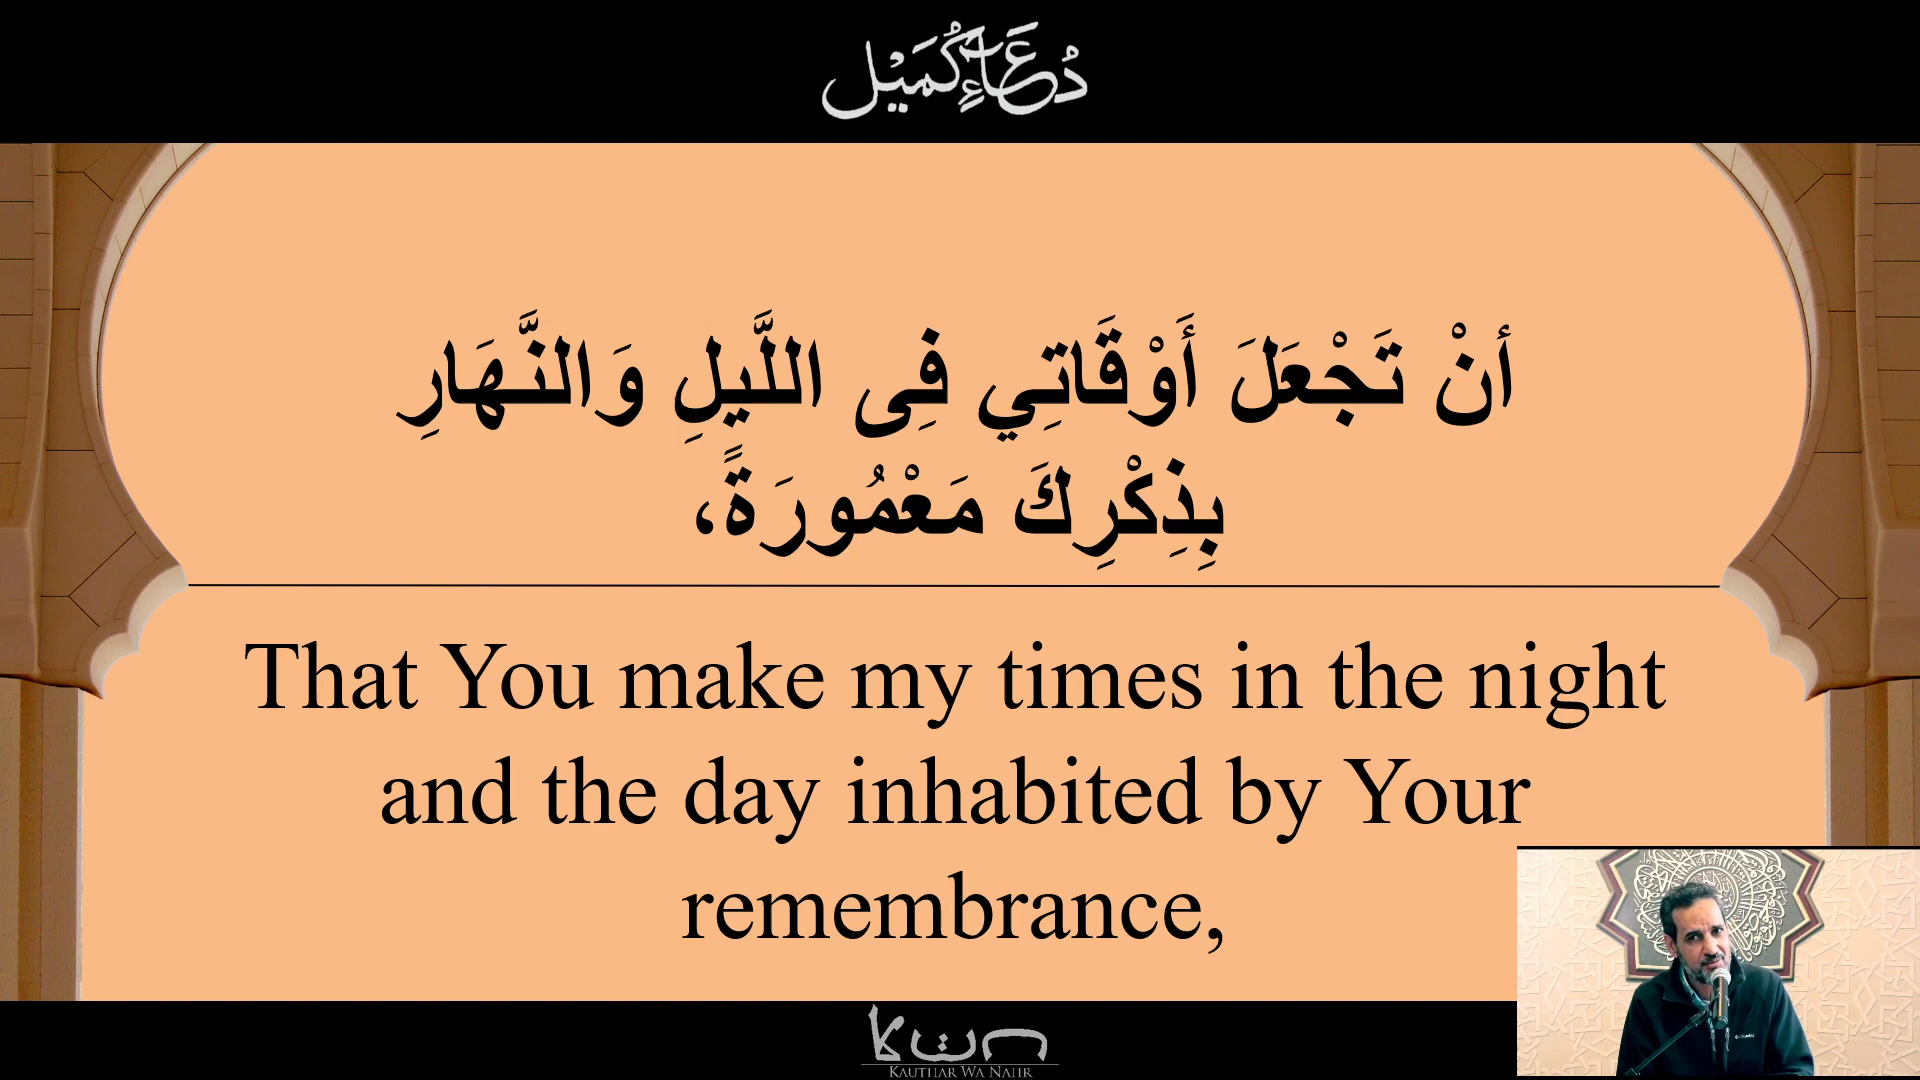 دُعَاءِ كُمَيْل
أنْ تَجْعَلَ أَوْقَاتِي فِى اللَّيلِ وَالنَّهَارِ
بِذِكْرِكَ مَعْمُورَةً،
That You make my times in the night
and the day inhabited by Your
remembrance,
KAUTHAR WA NAHR